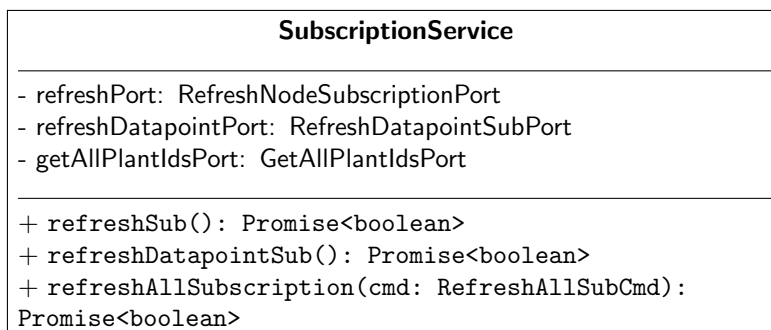 SubscriptionService
- refreshPort: RefreshNodeSubscriptionPort
- refreshDatapointPort: RefreshDatapointSubPort
- getAllPlantIdsPort: GetAllPlantIdsPort
+ refreshSub(): Promise<boolean>
+ refreshDatapointSub(): Promise<boolean>
+ refreshAllSubscription(cmd: RefreshAllSubCmd):
Promise<boolean>